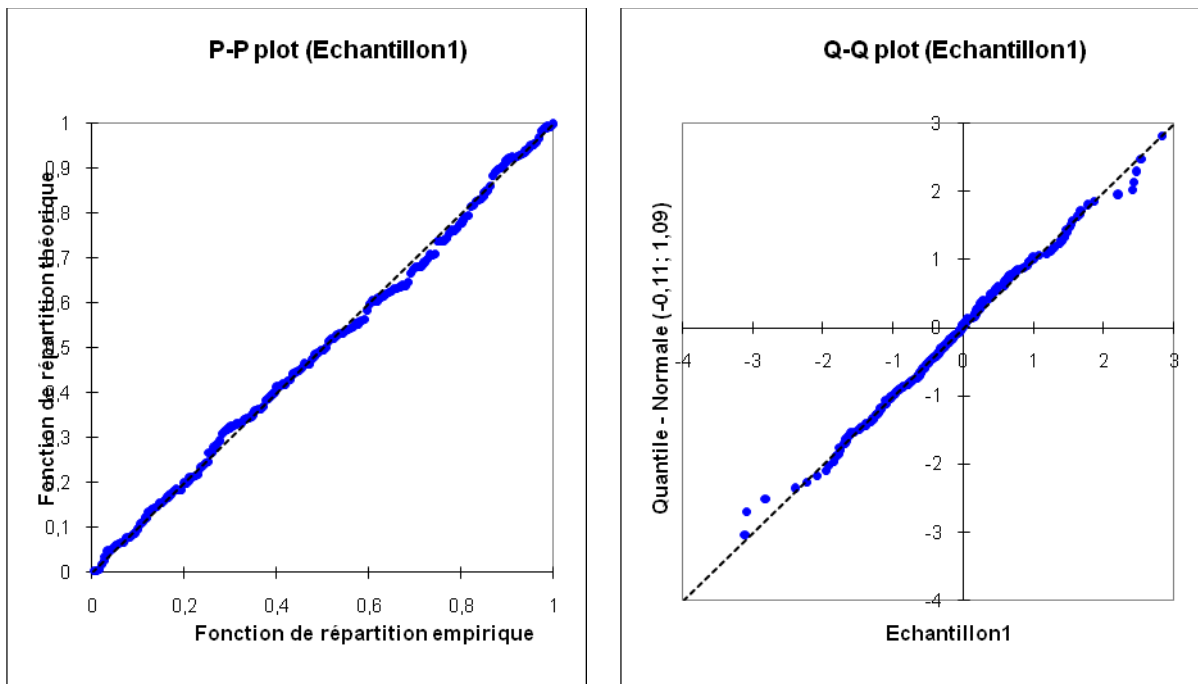 P-P plot (Echantillon1)
Fonction de répartition théorique
1
0,9
0,8
0,7
0,6
0,5
0,4
0,3
0,2
0,1
0
0 0,2 0,4 0,6 0,8 1
Fonction de répartition empirique
Q-Q plot (Echantillon1)
Quantile - Normale (-0,11; 1,09)
3
2
1
0
-4 -3 -2 -1 0 1 2 3
-1
-2
-3
-4
Echantillon1